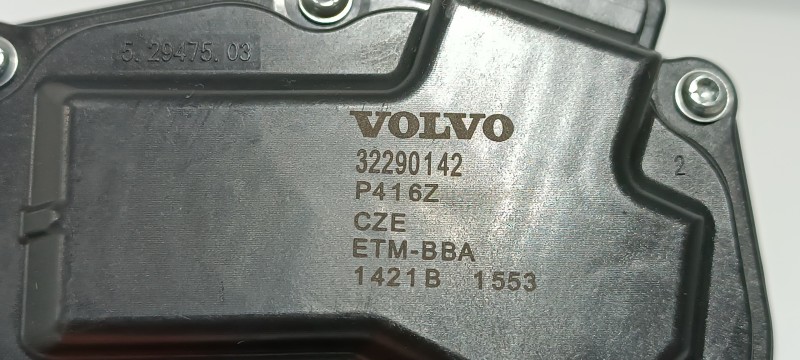 5. 29475. 03
VOLVO
32290142
P416Z
2
CZE
ETM-BBA
1421B 1553